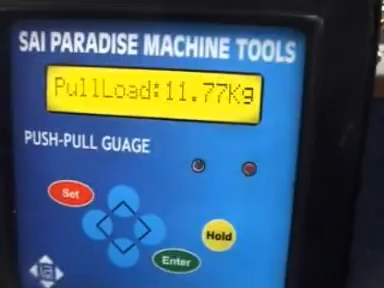 SAI PARADISE MACHINE TOOLS
PullLoad:11.77Kg
PUSH-PULL GUAGE
Set
Hold
Enter